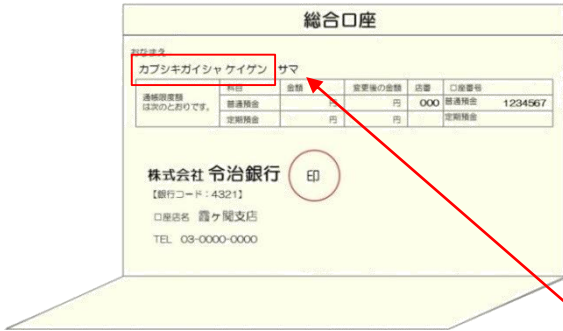 総合口座
おなまえ
カブシキガイシャ ケイゲン サマ
通帳限度額は次のとおりです。
科目 金額 変更後の金額 店番 口座番号
普通預金 円 円 000 普通預金 1234567
定期預金 円 円 定期預金
株式会社 令治銀行 印
【銀行コード:4321】
口座店名 霞ヶ関支店
TEL 03-0000-0000